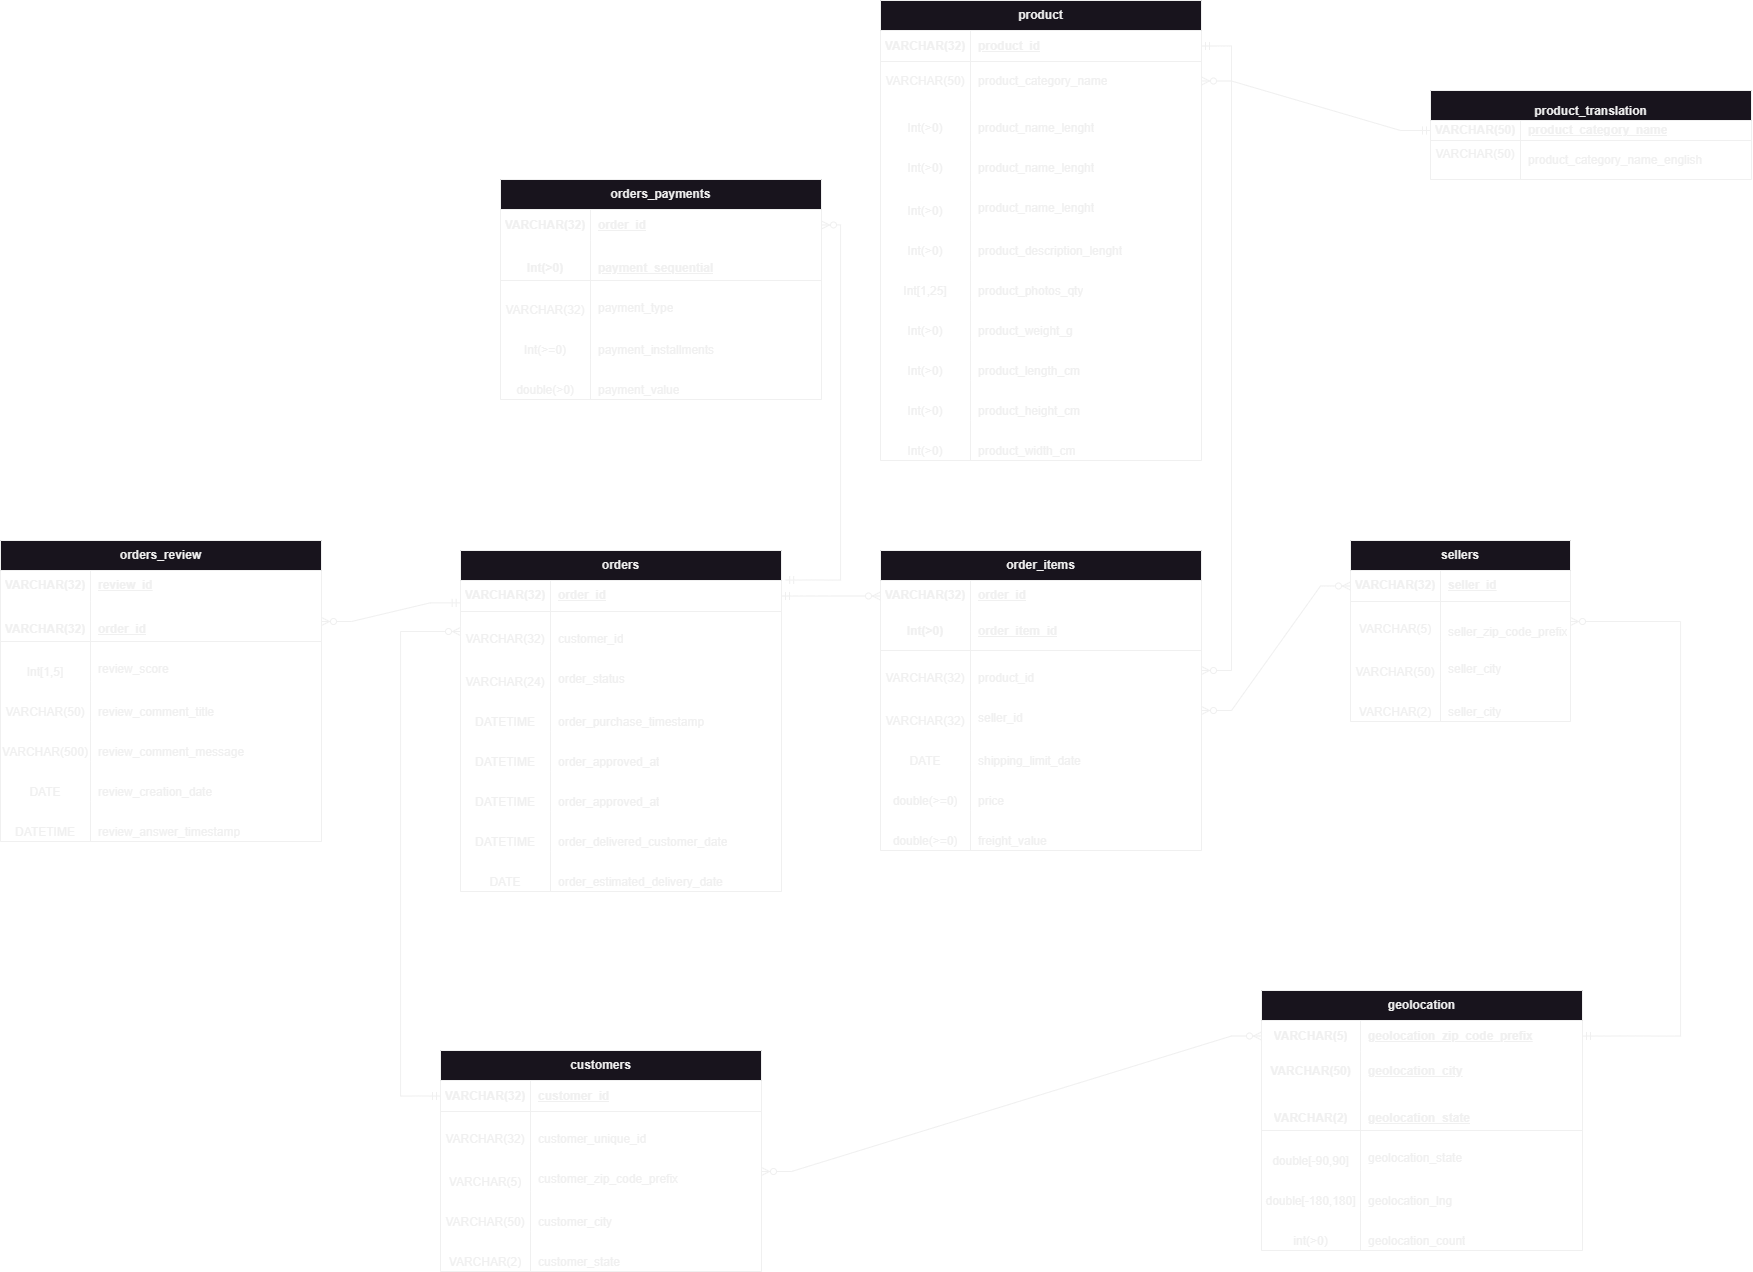 product
VARCHAR(32) product_id
VARCHAR(50) product_category_name
Int(>0) product_name_lenght
Int(>0) product_name_lenght
Int(>0) product_name_lenght
Int(>0) product_description_lenght
Int[1,25] product_photos_qty
Int(>0) product_weight_g
Int(>0) product_length_cm
Int(>0) product_height_cm
Int(>0) product_width_cm
product_translation
VARCHAR(50) product_category_name
VARCHAR(50) product_category_name_english
orders_payments
VARCHAR(32) order_id
Int(>0) payment_sequential
VARCHAR(32) payment_type
Int(>=0) payment_installments
double(>0) payment_value
orders_review
VARCHAR(32) review_id
VARCHAR(32) order_id
Int[1,5] review_score
VARCHAR(50) review_comment_title
VARCHAR(500) review_comment_message
DATE review_creation_date
DATETIME review_answer_timestamp
orders
VARCHAR(32) order_id
VARCHAR(32) customer_id
VARCHAR(24) order_status
DATETIME order_purchase_timestamp
DATETIME order_approved_at
DATETIME order_approved_at
DATETIME order_delivered_customer_date
DATE order_estimated_delivery_date
order_items
VARCHAR(32) order_id
Int(>0) order_item_id
VARCHAR(32) product_id
VARCHAR(32) seller_id
DATE shipping_limit_date
double(>=0) price
double(>=0) freight_value
sellers
VARCHAR(32) seller_id
VARCHAR(5) seller_zip_code_prefix
VARCHAR(50) seller_city
VARCHAR(2) seller_city
customers
VARCHAR(32) customer_id
VARCHAR(32) customer_unique_id
VARCHAR(5) customer_zip_code_prefix
VARCHAR(50) customer_city
VARCHAR(2) customer_state
geolocation
VARCHAR(5) geolocation_zip_code_prefix
VARCHAR(50) geolocation_city
VARCHAR(2) geolocation_state
double[-90,90] geolocation_state
double[-180,180] geolocation_lng
int(>0) geolocation_count